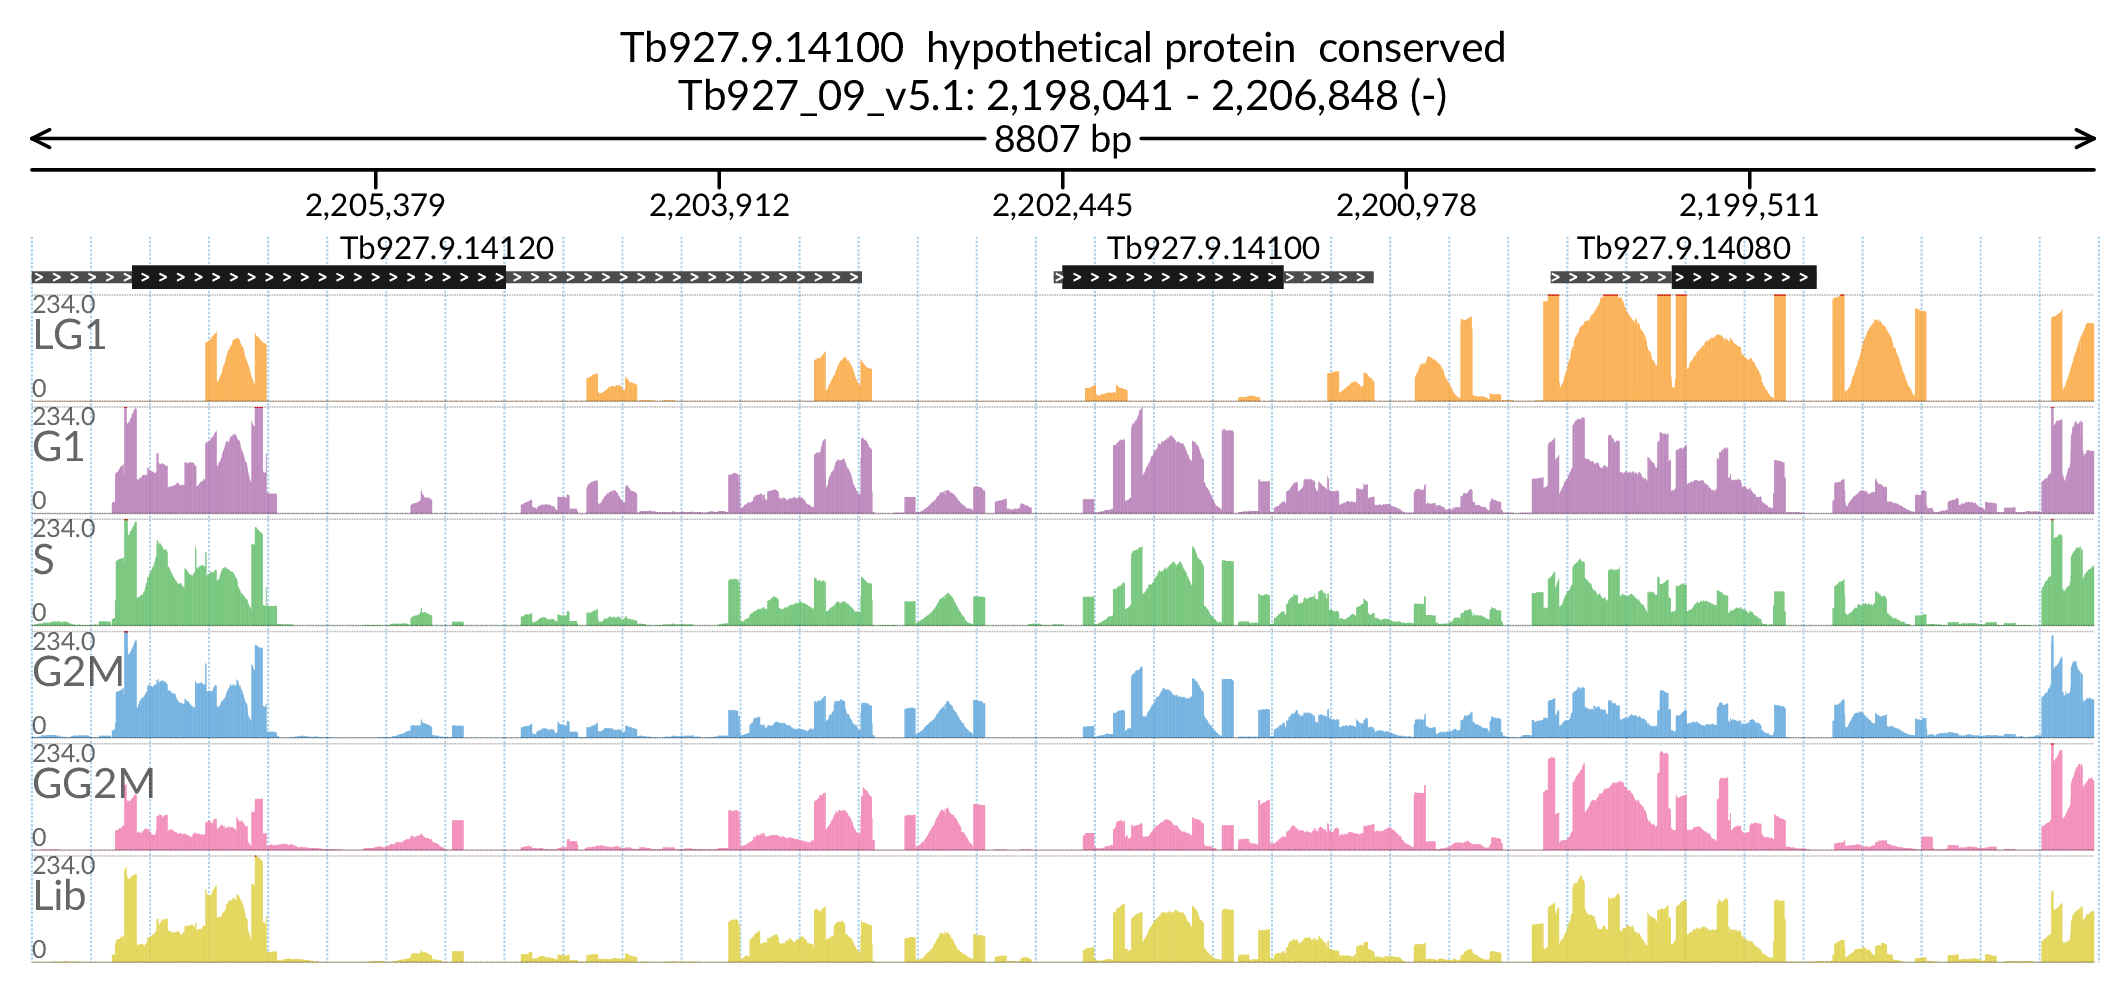 Tb927.9.14100 hypothetical protein conserved
Tb927_09_v5.1: 2,198,041 - 2,206,848 (-)
8807 bp
2,205,379 2,203,912 2,202,445 2,200,978 2,199,511
Tb927.9.14120 Tb927.9.14100 Tb927.9.14080
234.0
LG1
0
234.0
G1
0
234.0
S
0
234.0
G2M
0
234.0
GG2M
0
234.0
Lib
0